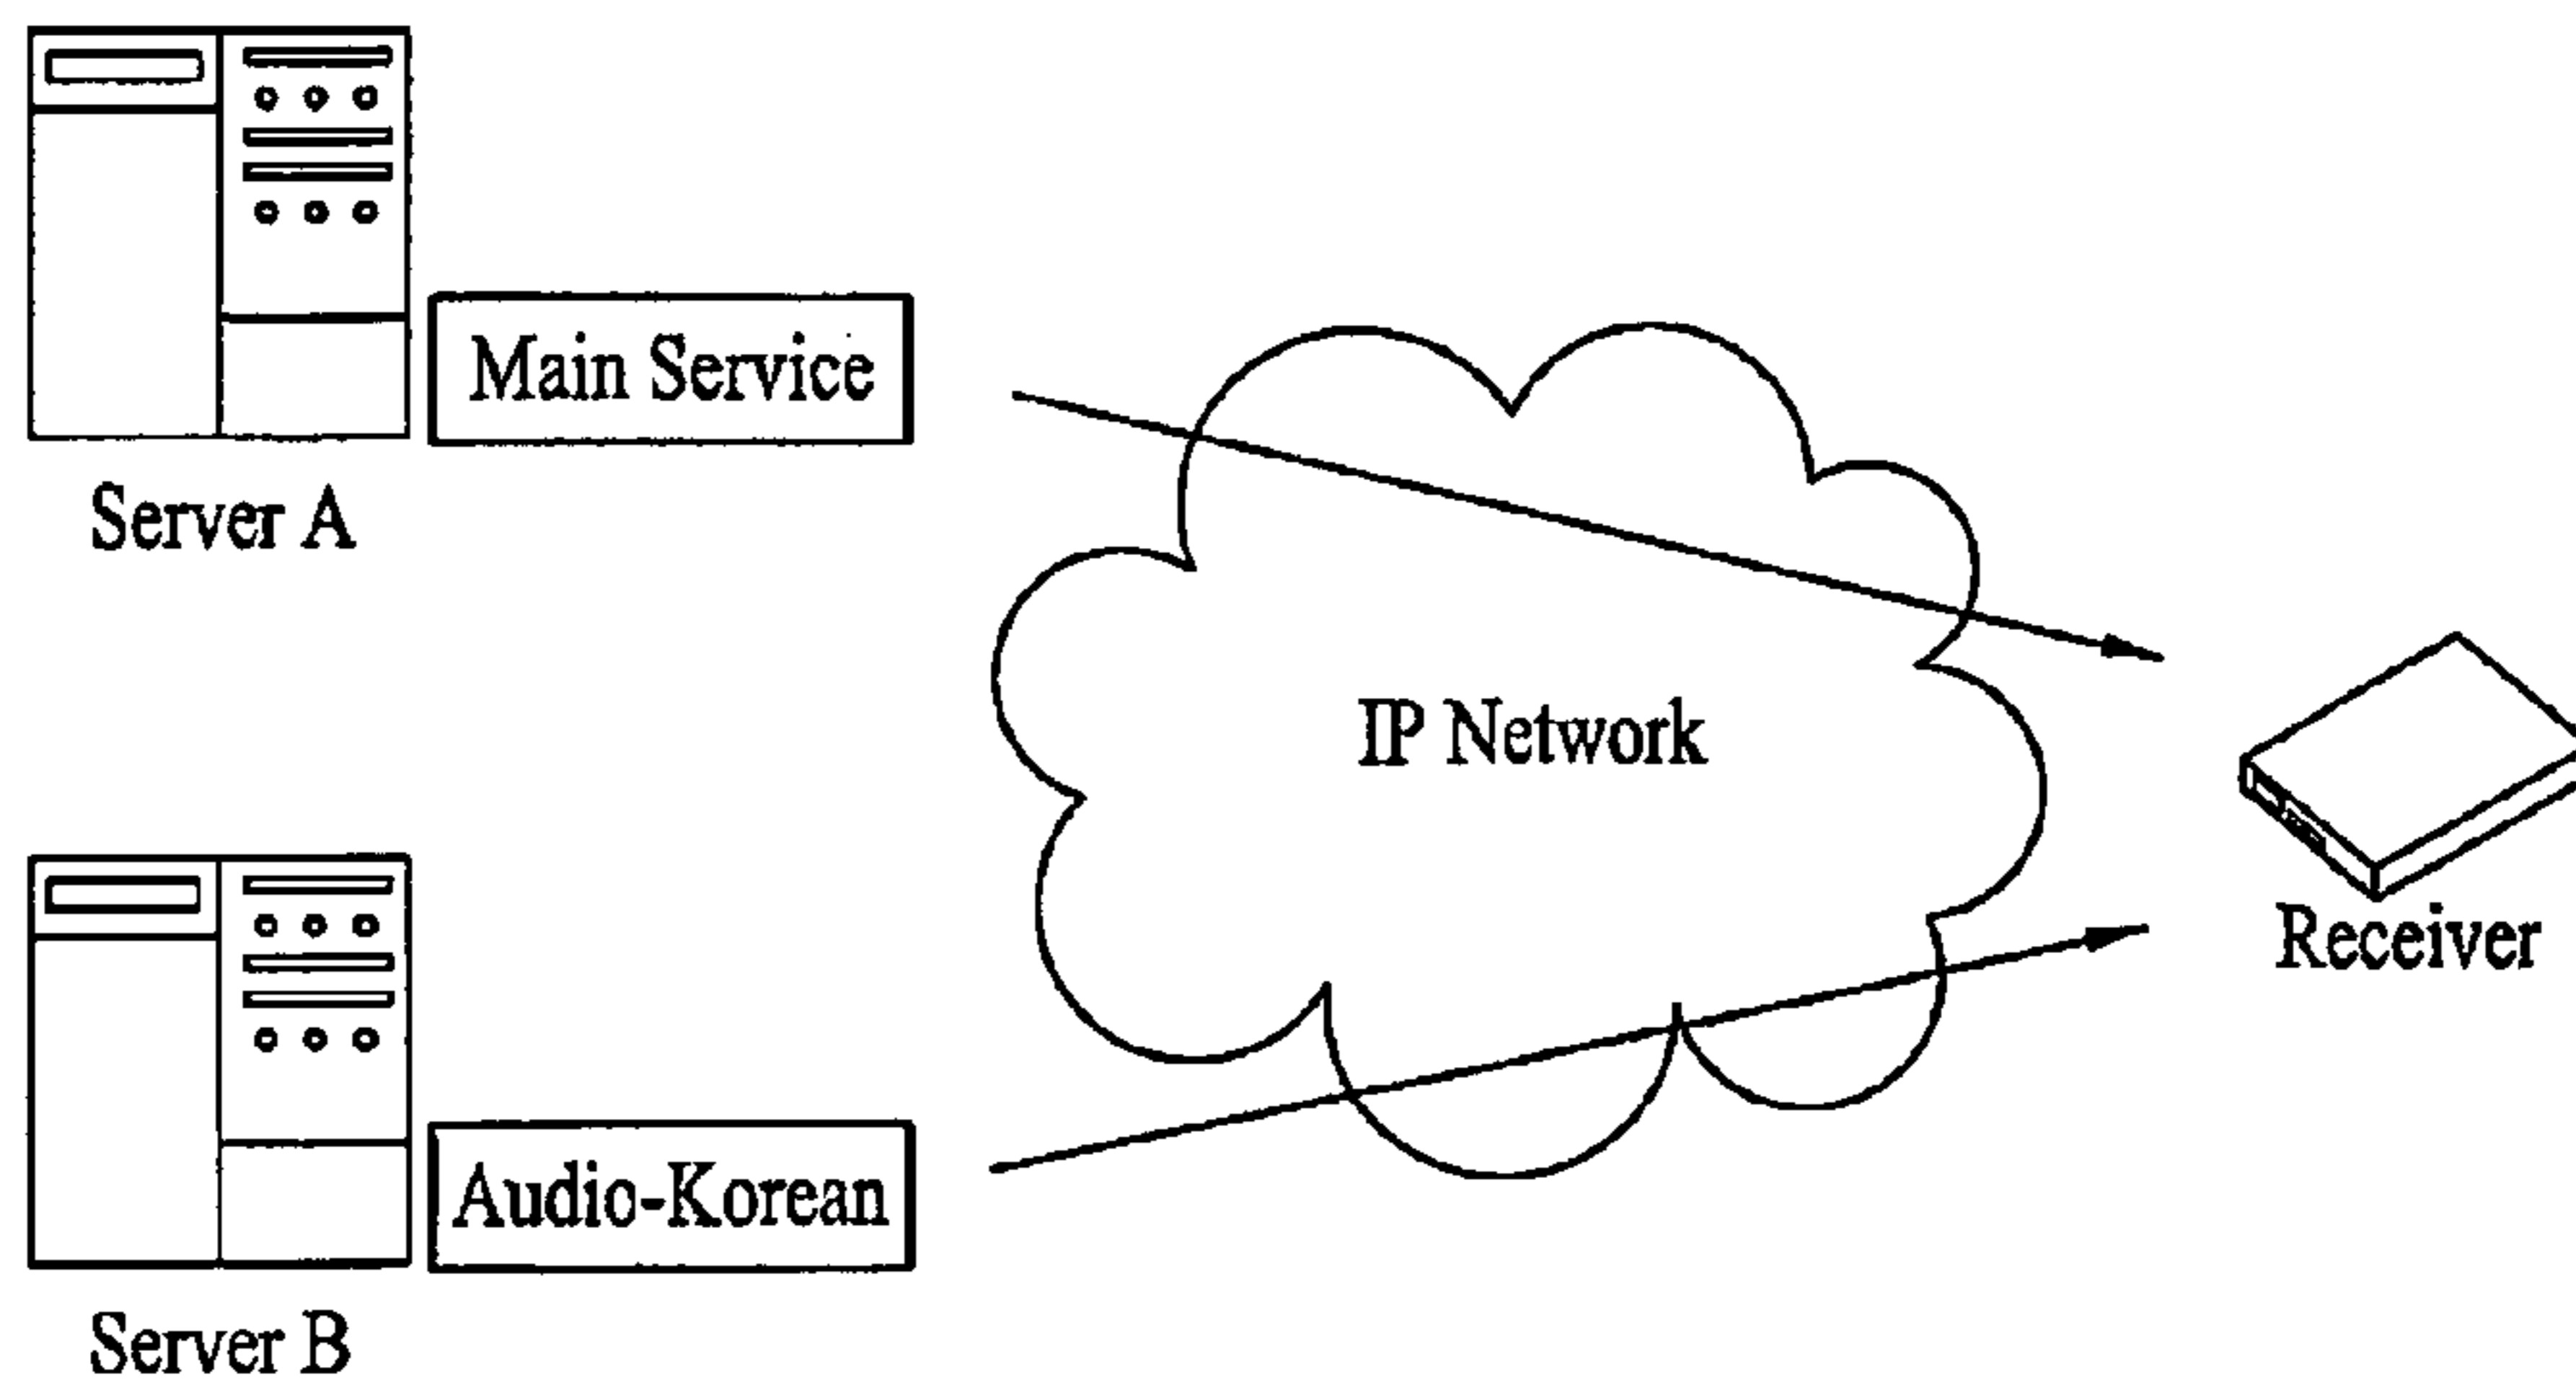 Main Service
Server A
IP Network
Receiver
Audio-Korean
Server B